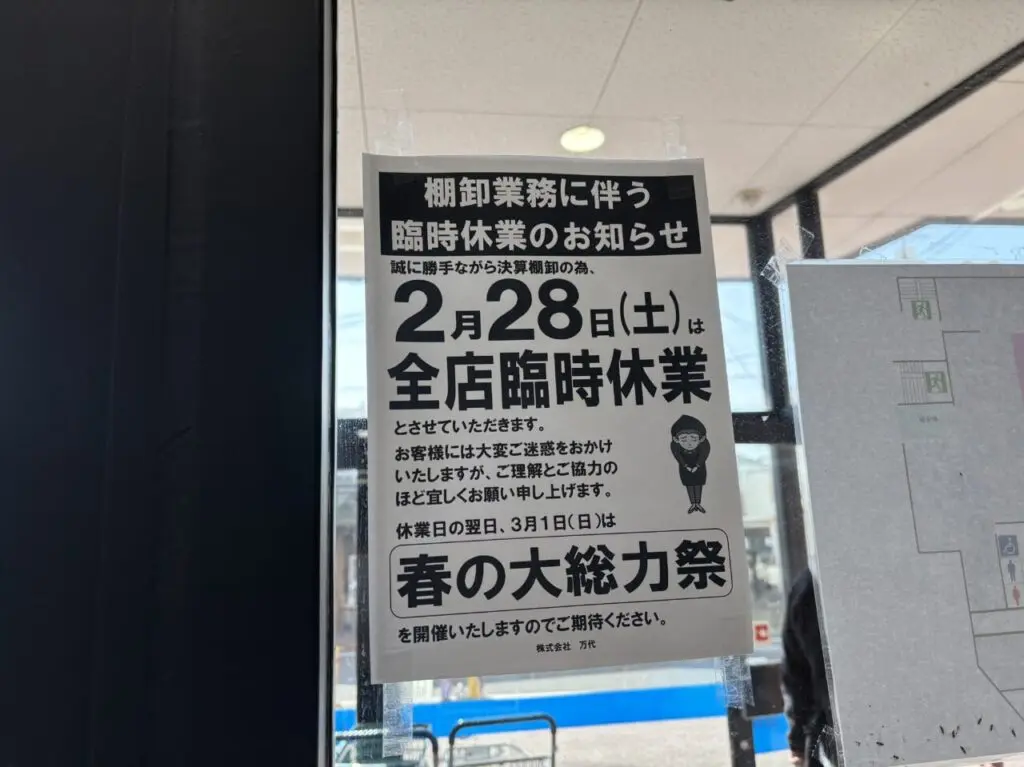 棚卸業務に伴う
臨時休業のお知らせ
誠に勝手ながら決算棚卸の為、
2月28日(土)は
全店臨時休業
とさせていただきます。
お客様には大変ご迷惑をおかけ
いたしますが、ご理解とご協力の
ほど宜しくお願い申し上げます。
休業日の翌日、3月1日(日)は
春の大総力祭
を開催いたしますのでご期待ください。
株式会社 万代